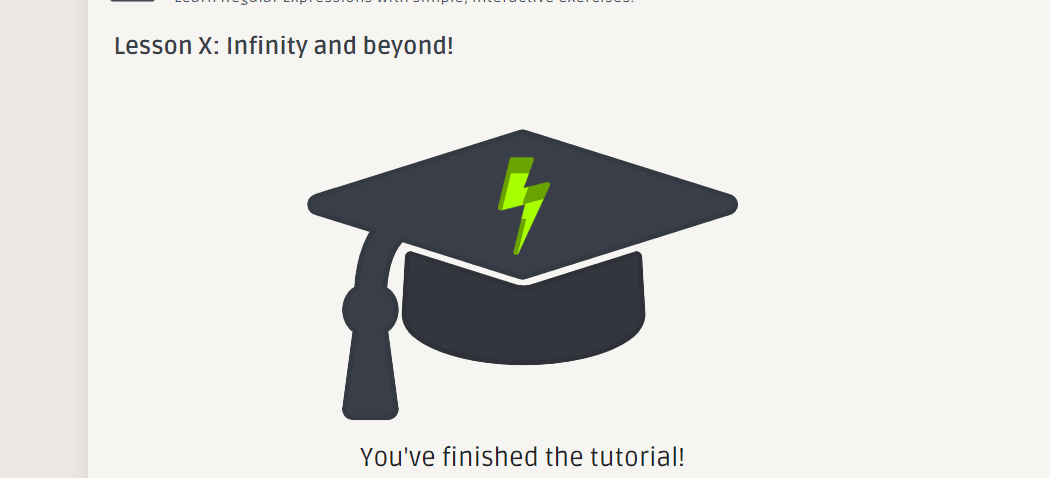 Learn Regular Expressions with simple, interactive exercises.
Lesson X: Infinity and beyond!
You've finished the tutorial!